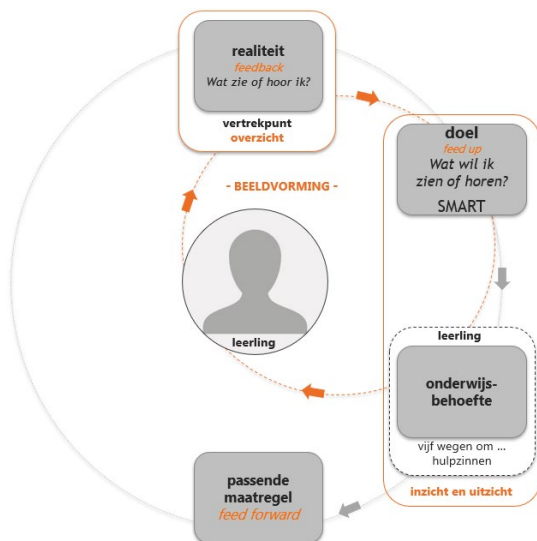 realiteit
feedback
Wat zie of hoor ik?
vertrekpunt
overzicht
doel
feed up
Wat wil ik
zien of horen?
SMART
- BEELDVORMING -
leerling
leerling
onderwijs-
behoefte
vijf wegen om ...
hulpzinnen
inzicht en uitzicht
passende
maatregel
feed forward